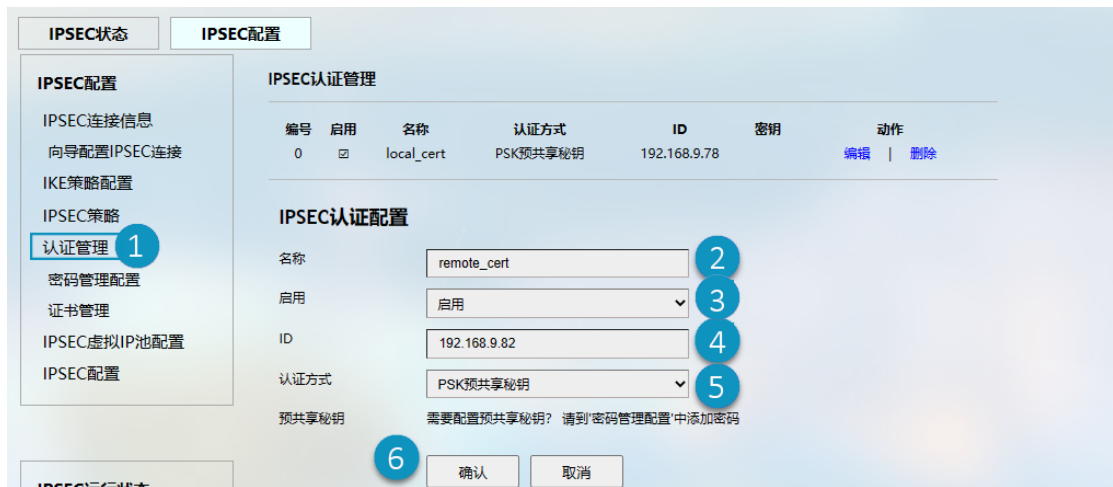 IPSEC状态 IPSEC配置
IPSEC配置
IPSEC连接信息
向导配置IPSEC连接
IKE策略配置
IPSEC策略
认证管理 1
密码管理配置
证书管理
IPSEC虚拟IP池配置
IPSEC配置
IPSEC运行状态
IPSEC认证管理
编号 启用 名称 认证方式 ID 密钥 动作
0 ☑ local_cert PSK预共享秘钥 192.168.9.78 编辑 | 删除
IPSEC认证配置
名称 remote_cert 2
启用 启用 3
ID 192.168.9.82 4
认证方式 PSK预共享秘钥 5
预共享秘钥 需要配置预共享秘钥? 请到'密码管理配置'中添加密码
6 确认 取消